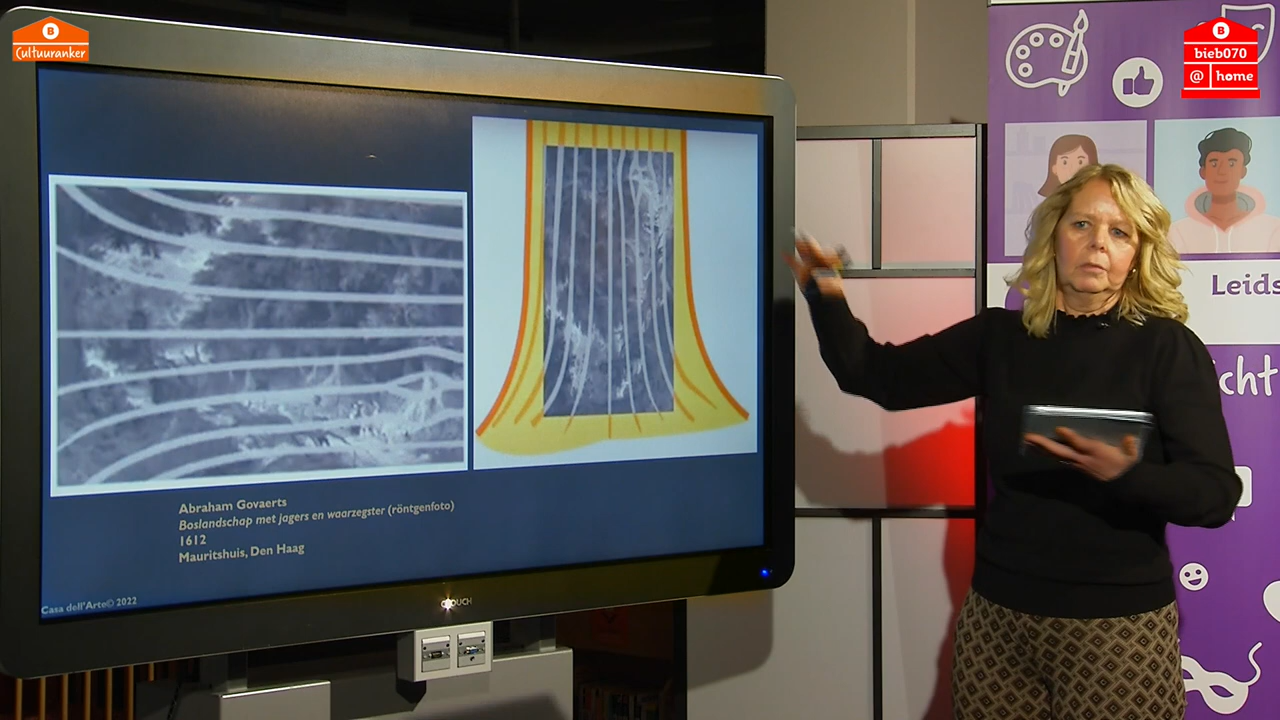 B
Cultuuranker
B
bieb070
@ home
Leids
cht
Abraham Govaerts
Boslandschap met jagers en waarzegster (röntgenfoto)
1612
Mauritshuis, Den Haag
Casa dell'Arte© 2022